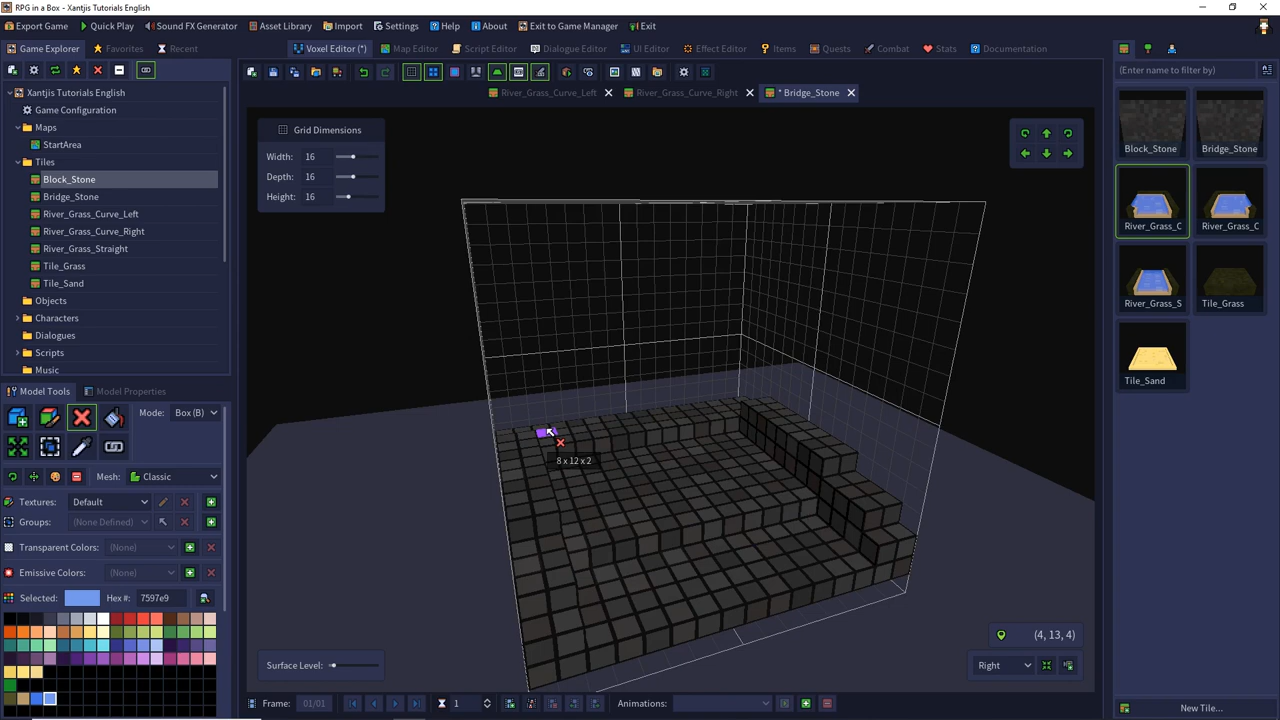 RPG in a Box — Xantjis Tutorials English
Export Game Quick Play Sound FX Generator Asset Library Import Settings Help About Exit to Game Manager Exit
Game Explorer Favorites Recent
Voxel Editor (*) Map Editor Script Editor Dialogue Editor UI Editor Effect Editor Items Quests Combat Stats Documentation
(Enter name to filter by)
River_Grass_Curve_Left River_Grass_Curve_Right * Bridge_Stone
Xantjis Tutorials English
Game Configuration
Maps
StartArea
Tiles
Block_Stone
Bridge_Stone
River_Grass_Curve_Left
River_Grass_Curve_Right
River_Grass_Straight
Tile_Grass
Tile_Sand
Objects
Characters
Dialogues
Scripts
Music
Grid Dimensions
Width: 16
Depth: 16
Height: 16
8 x 12 x 2
(4, 13, 4)
Right
Surface Level:
Frame: 01/01 1 Animations:
Model Tools Model Properties
Mode: Box (B)
Mesh: Classic
Textures: Default
Groups: (None Defined)
Transparent Colors: (None)
Emissive Colors: (None)
Selected: Hex #: 7597e9
Block_Stone Bridge_Stone
River_Grass_C River_Grass_C
River_Grass_S Tile_Grass
Tile_Sand
New Tile...